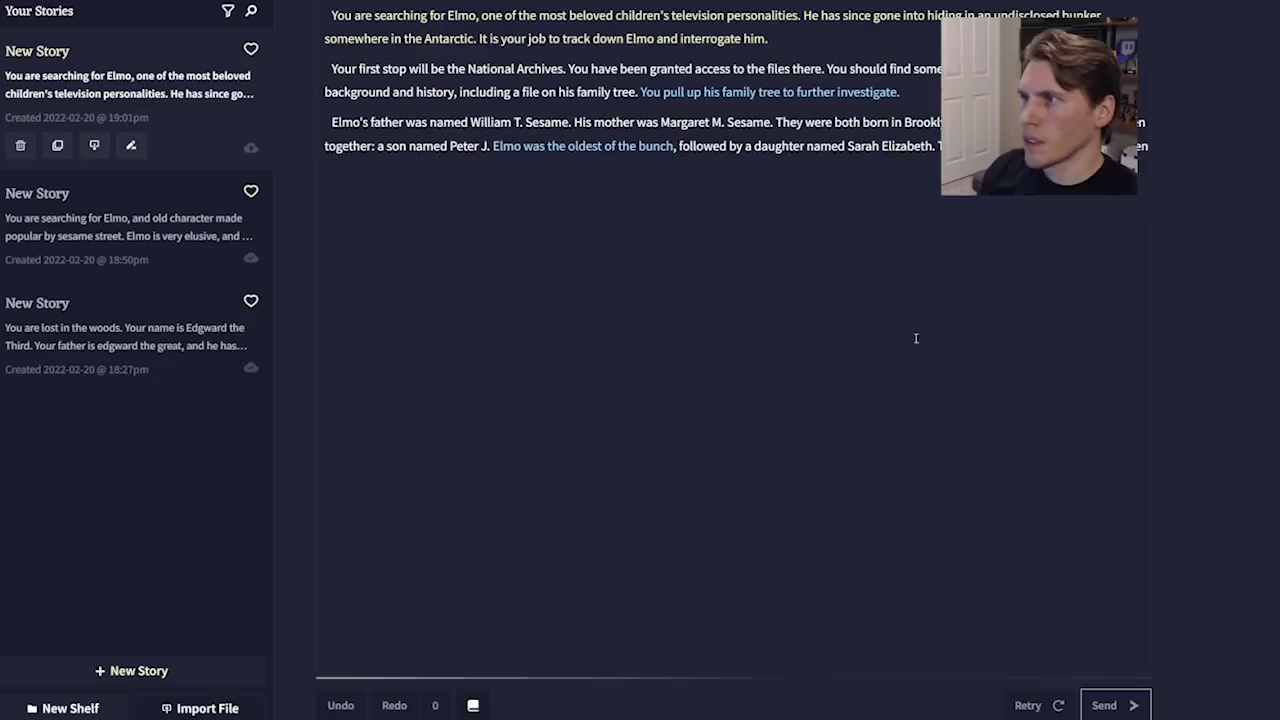 Your Stories
New Story
You are searching for Elmo, one of the most beloved
children's television personalities. He has since go...
Created 2022-02-20 @ 19:01pm
New Story
You are searching for Elmo, and old character made
popular by sesame street. Elmo is very elusive, and ...
Created 2022-02-20 @ 18:50pm
New Story
You are lost in the woods. Your name is Edgward the
Third. Your father is edgward the great, and he has...
Created 2022-02-20 @ 18:27pm
+ New Story
New Shelf
Import File
You are searching for Elmo, one of the most beloved children's television personalities. He has since gone into hiding in an undisclosed bunker
somewhere in the Antarctic. It is your job to track down Elmo and interrogate him.
Your first stop will be the National Archives. You have been granted access to the files there. You should find some
background and history, including a file on his family tree. You pull up his family tree to further investigate.
Elmo's father was named William T. Sesame. His mother was Margaret M. Sesame. They were both born in
together: a son named Peter J. Elmo was the oldest of the bunch, followed by a daughter named Sarah Elizabeth.
Undo
Redo
0
Retry
Send